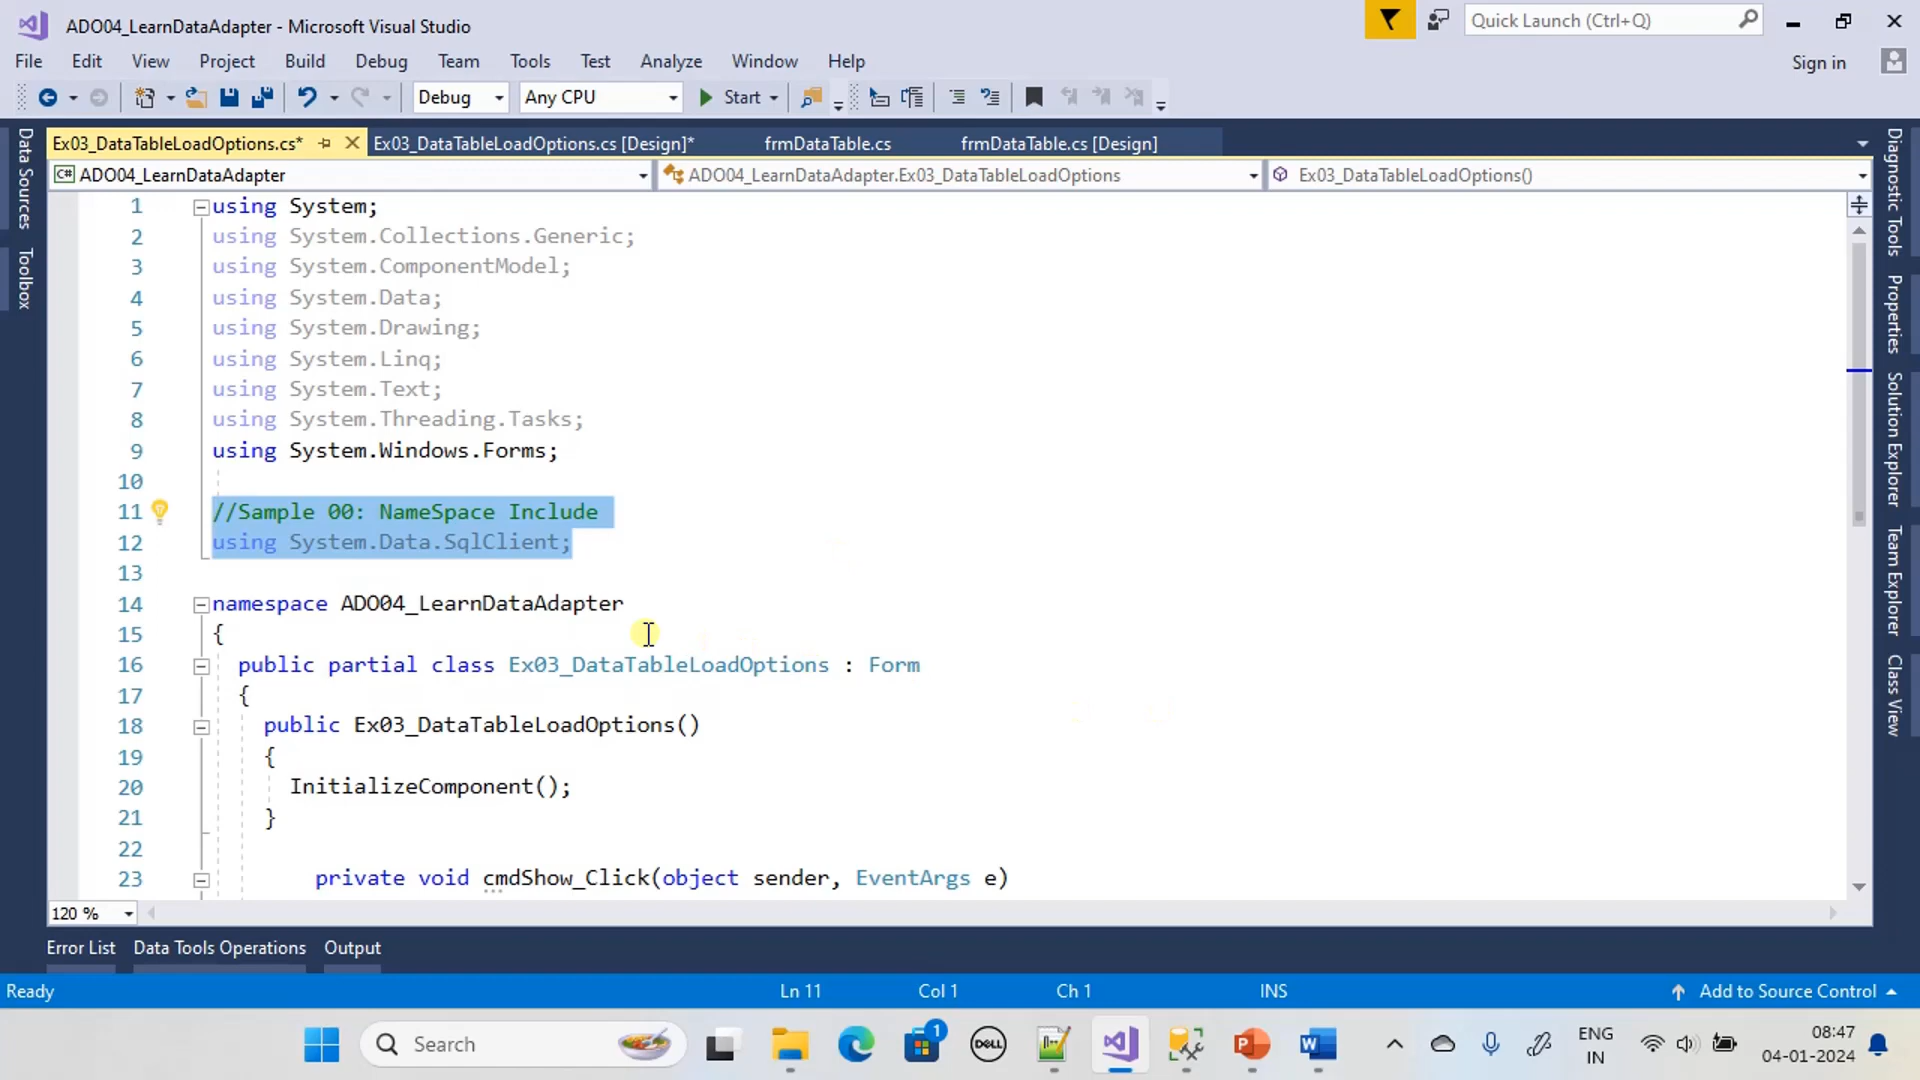 ADO04_LearnDataAdapter - Microsoft Visual Studio
Quick Launch (Ctrl+Q)
File Edit View Project Build Debug Team Tools Test Analyze Window Help
Sign in
Debug Any CPU Start
Ex03_DataTableLoadOptions.cs* Ex03_DataTableLoadOptions.cs [Design]* frmDataTable.cs frmDataTable.cs [Design]
C# ADO04_LearnDataAdapter ADO04_LearnDataAdapter.Ex03_DataTableLoadOptions Ex03_DataTableLoadOptions()
Data Sources
Toolbox
1 using System;
2 using System.Collections.Generic;
3 using System.ComponentModel;
4 using System.Data;
5 using System.Drawing;
6 using System.Linq;
7 using System.Text;
8 using System.Threading.Tasks;
9 using System.Windows.Forms;
10
11 //Sample 00: NameSpace Include
12 using System.Data.SqlClient;
13
14 namespace ADO04_LearnDataAdapter
15 {
16 public partial class Ex03_DataTableLoadOptions : Form
17 {
18 public Ex03_DataTableLoadOptions()
19 {
20 InitializeComponent();
21 }
22
23 private void cmdShow_Click(object sender, EventArgs e)
Diagnostic Tools
Properties
Solution Explorer
Team Explorer
Class View
120 %
Error List Data Tools Operations Output
Ready Ln 11 Col 1 Ch 1 INS Add to Source Control
Search
1
DELL
P
W
ENG
IN
08:47
04-01-2024